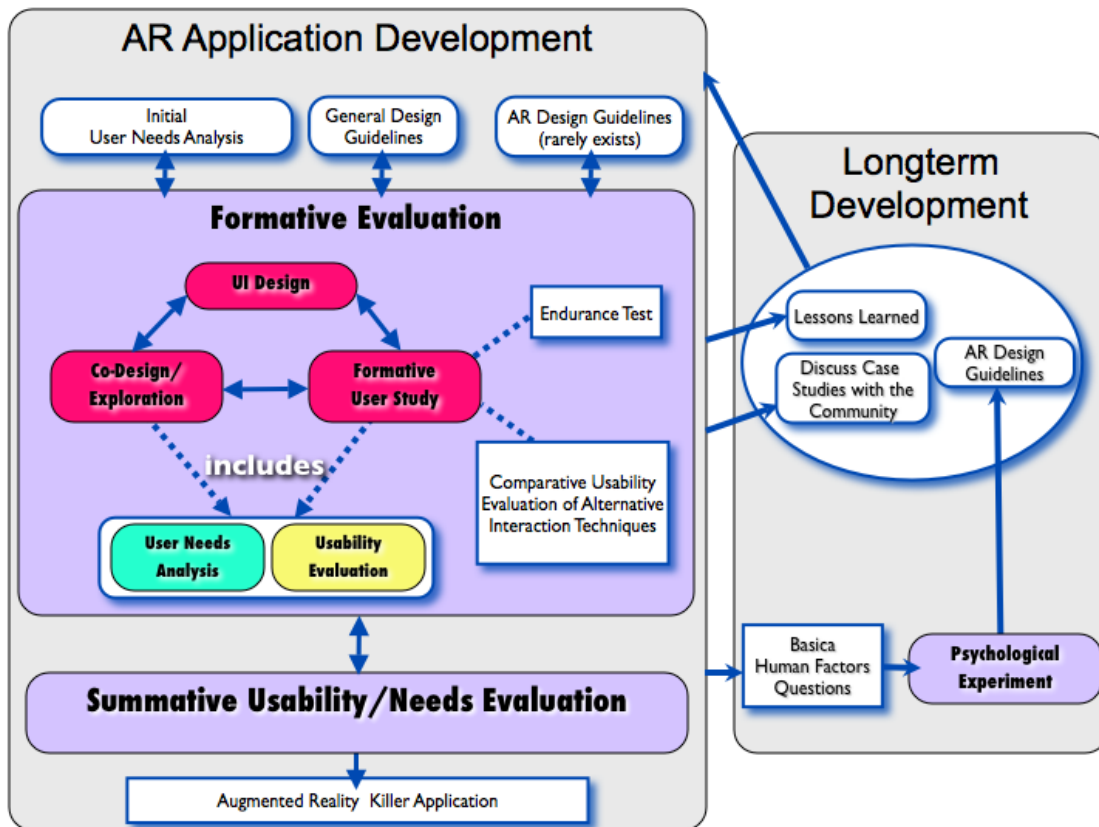 AR Application Development
Initial
User Needs Analysis
General Design
Guidelines
AR Design Guidelines
(rarely exists)
Formative Evaluation
UI Design
Endurance Test
Co-Design/
Exploration
Formative
User Study
includes
Comparative Usability
Evaluation of Alternative
Interaction Techniques
User Needs
Analysis
Usability
Evaluation
Summative Usability/Needs Evaluation
Augmented Reality Killer Application
Longterm
Development
Lessons Learned
Discuss Case
Studies with the
Community
AR Design
Guidelines
Basica
Human Factors
Questions
Psychological
Experiment